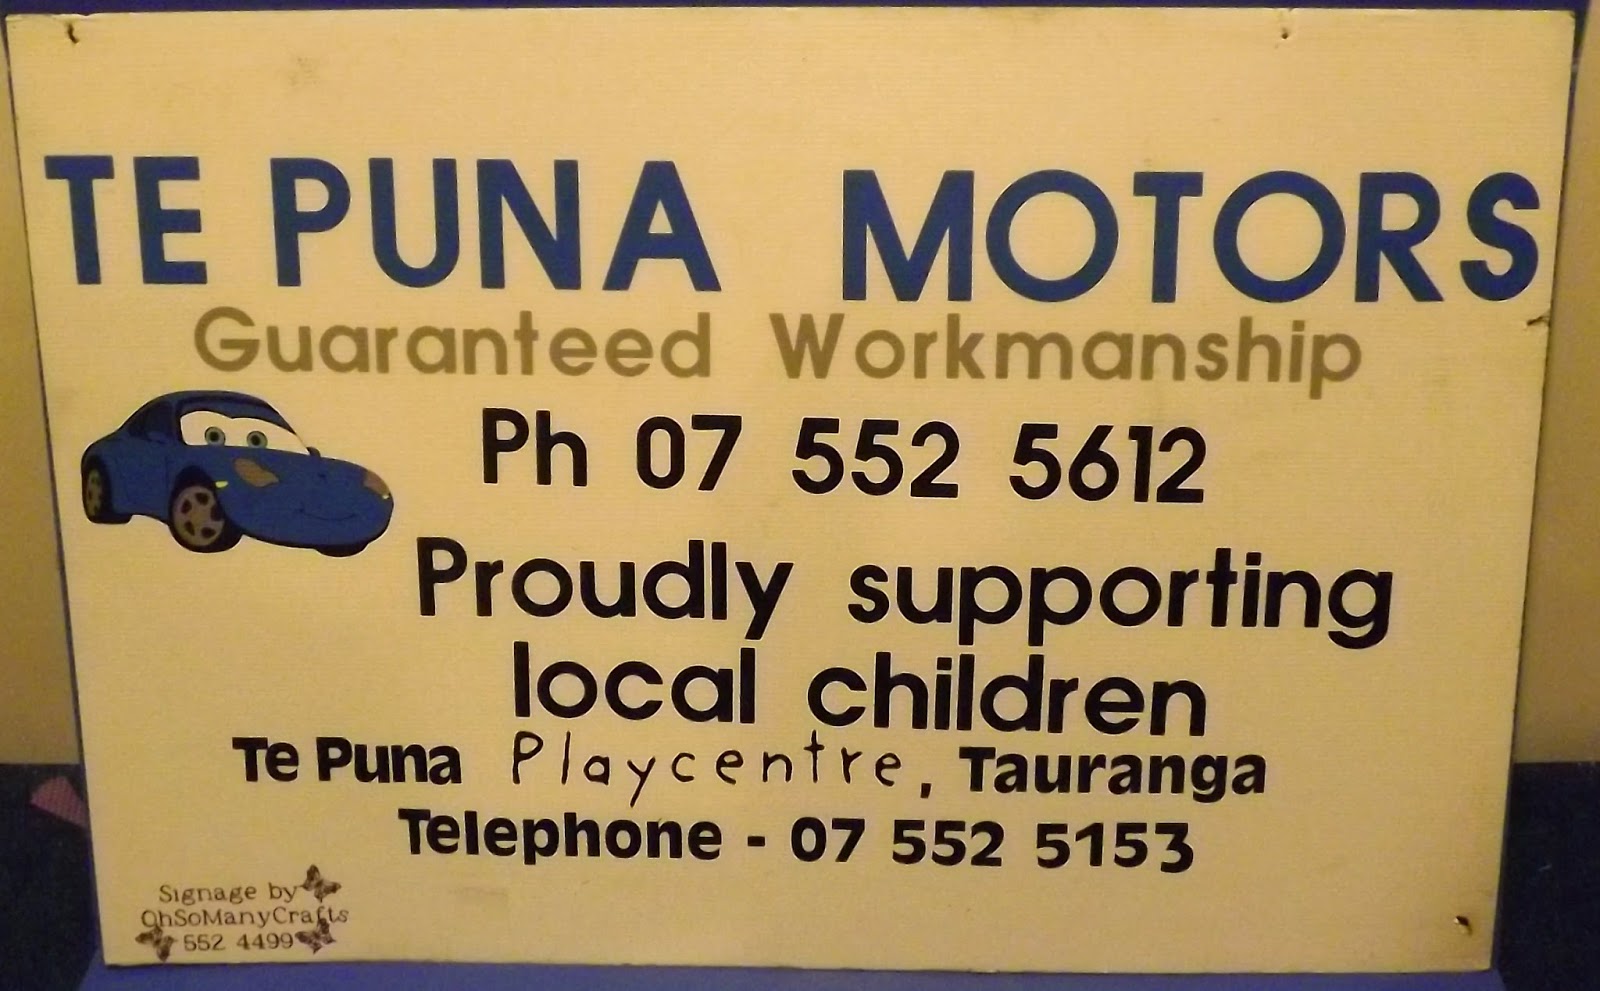 TE PUNA MOTORS
Guaranteed Workmanship
Ph 07 552 5612
Proudly supporting
local children
Te Puna Playcentre, Tauranga
Telephone - 07 552 5153
Signage by
OhSoManyCrafts
552 4499